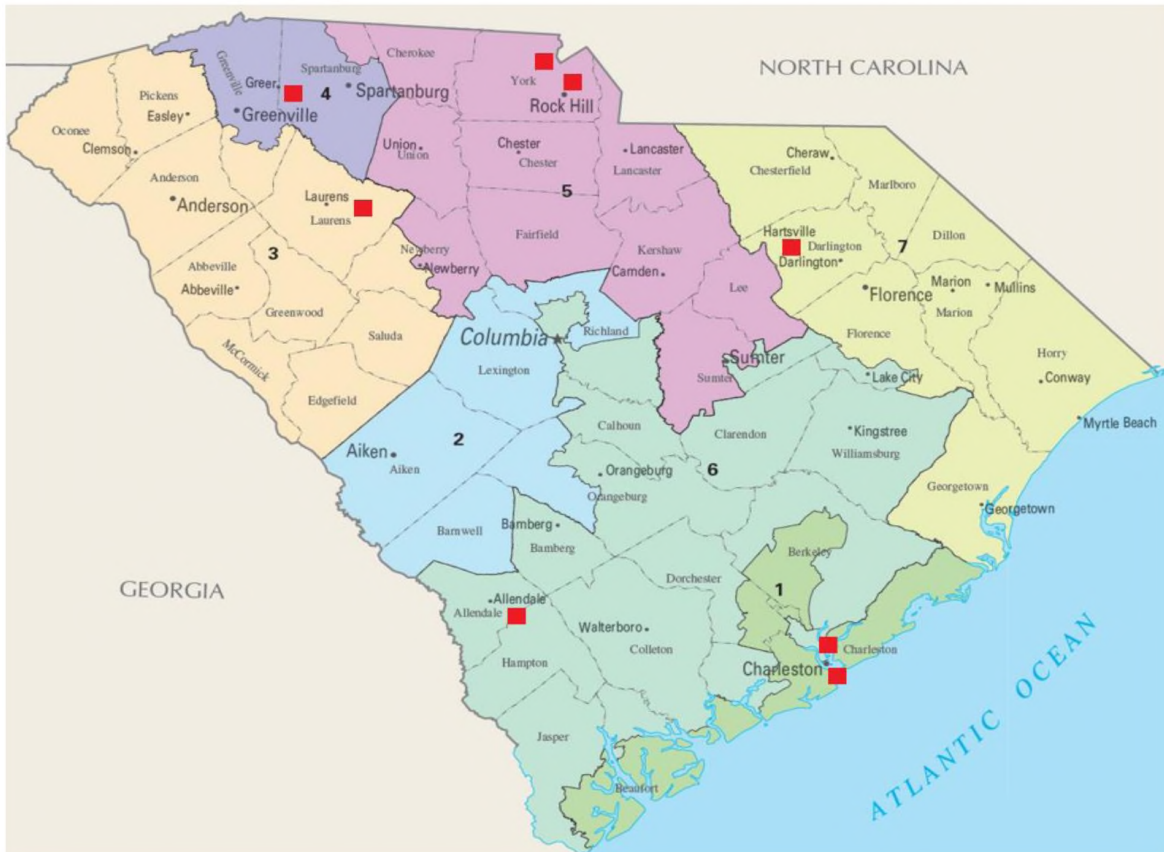 NORTH CAROLINA
Greenville
Spartanburg
Cherokee
York
Greer
4
Spartanburg
Greenville
Rock Hill
Pickens
Easley
Oconee
Clemson
Union
Union
Chester
Chester
Lancaster
Lancaster
Cheraw
Chesterfield
Marlboro
Anderson
Anderson
Laurens
Laurens
5
3
Fairfield
Newberry
Newberry
Kershaw
Camden
Hartsville
Darlington
Darlington
7
Dillon
Abbeville
Abbeville
Greenwood
Lee
Florence
Florence
Marion
Marion
Mullins
Saluda
McCormick
Edgefield
Columbia
Richland
Lexington
Sumter
Sumter
Lake City
Horry
Conway
Myrtle Beach
Aiken
Aiken
2
Calhoun
Clarendon
Kingstree
Williamsburg
6
Orangeburg
Orangeburg
Georgetown
Georgetown
Barnwell
Bamberg
Bamberg
Berkeley
Dorchester
1
GEORGIA
Allendale
Allendale
Walterboro
Colleton
Hampton
Charleston
Charleston
Jasper
Beaufort
ATLANTIC OCEAN